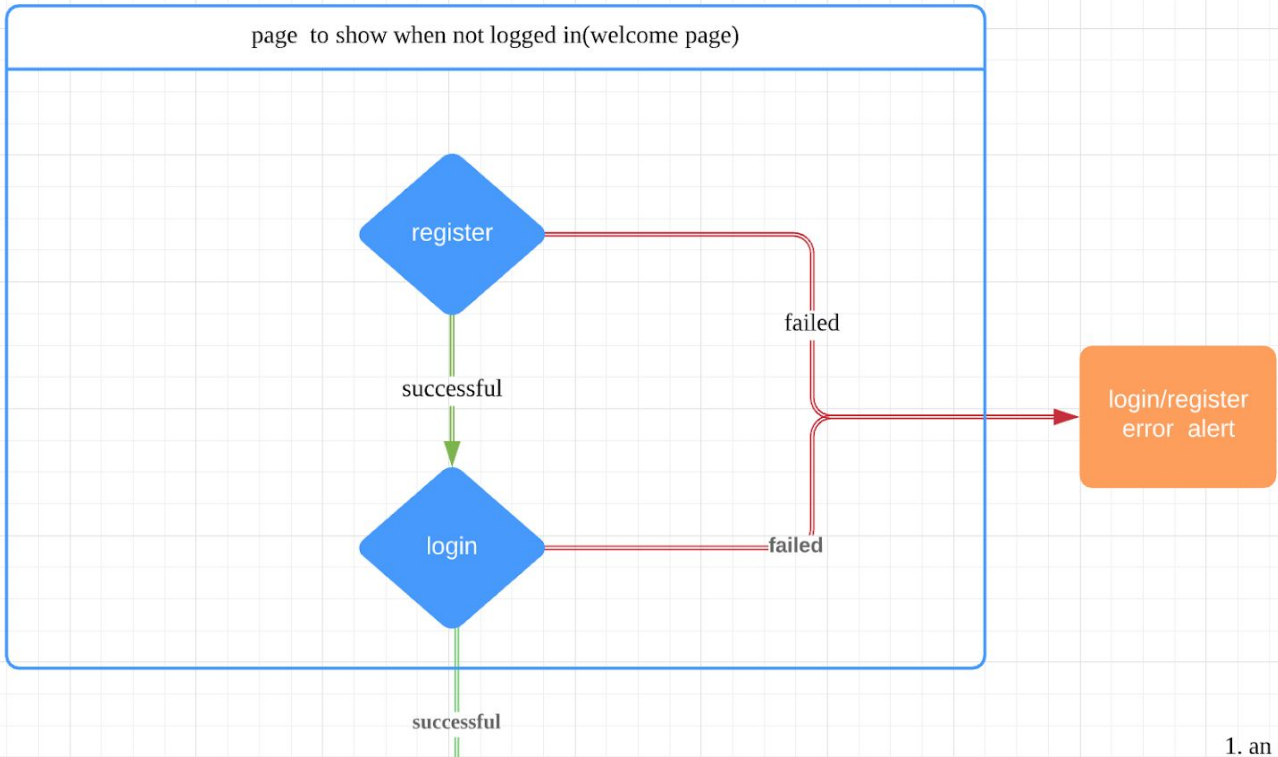 page  to show when not logged in(welcome page)
register
failed
successful
login/register
error  alert
login
failed
successful
1. an